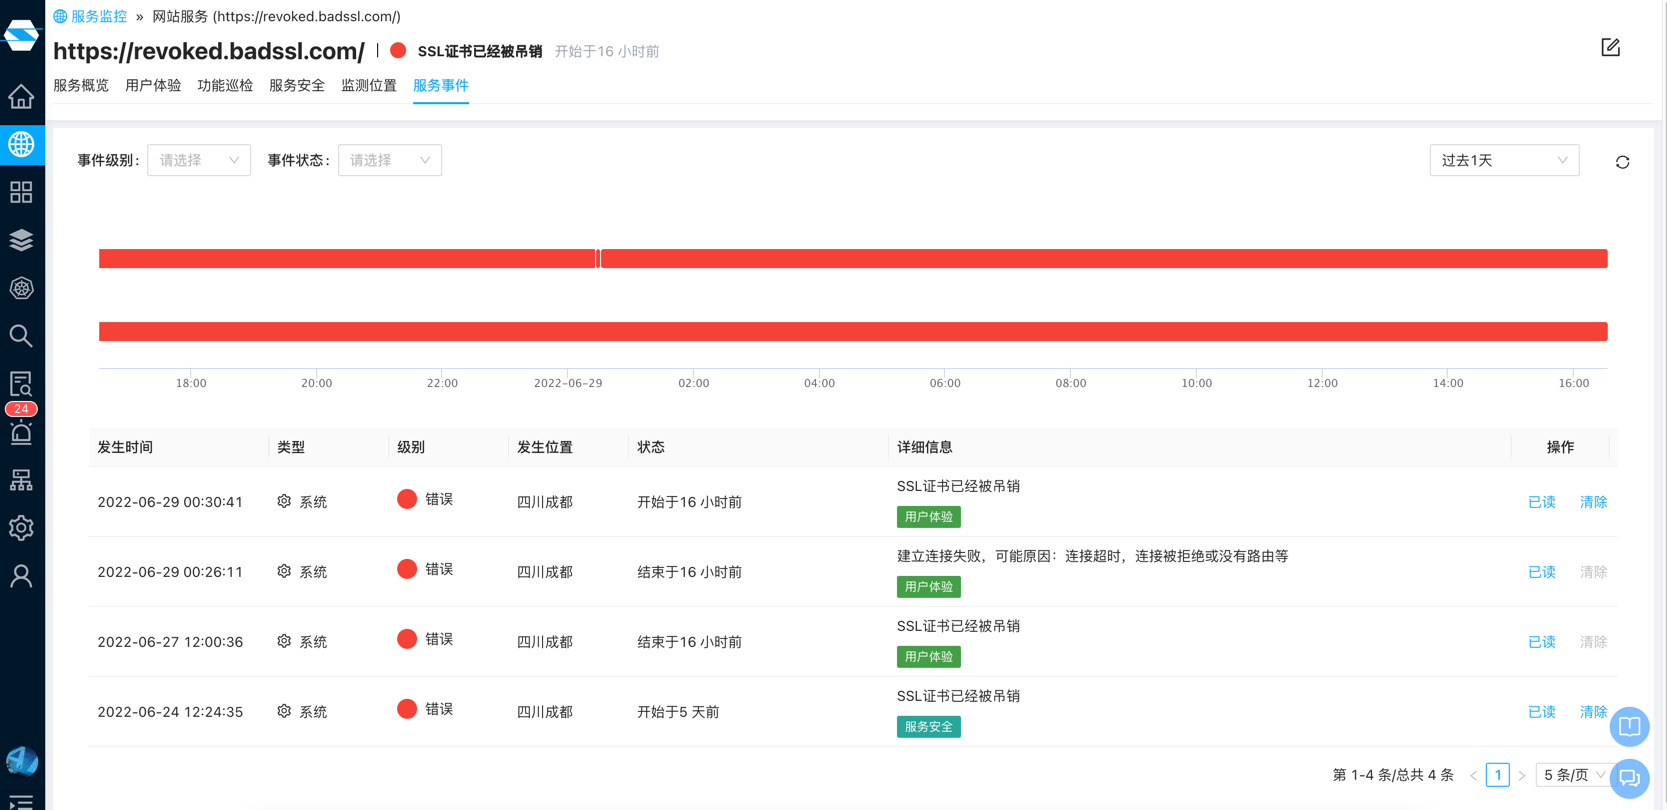 服务监控 » 网站服务 (https://revoked.badssl.com/)
https://revoked.badssl.com/ | SSL证书已经被吊销 开始于16 小时前
服务概览 用户体验 功能巡检 服务安全 监测位置 服务事件
事件级别: 请选择 事件状态: 请选择 过去1天
18:00 20:00 22:00 2022-06-29 02:00 04:00 06:00 08:00 10:00 12:00 14:00 16:00
24
发生时间 类型 级别 发生位置 状态 详细信息 操作
2022-06-29 00:30:41 系统 错误 四川成都 开始于16 小时前 SSL证书已经被吊销 已读 清除
用户体验
2022-06-29 00:26:11 系统 错误 四川成都 结束于16 小时前 建立连接失败，可能原因：连接超时，连接被拒绝或没有路由等 已读 清除
用户体验
2022-06-27 12:00:36 系统 错误 四川成都 结束于16 小时前 SSL证书已经被吊销 已读 清除
用户体验
2022-06-24 12:24:35 系统 错误 四川成都 开始于5 天前 SSL证书已经被吊销 已读 清除
服务安全
第 1-4 条/总共 4 条 < 1 > 5 条/页